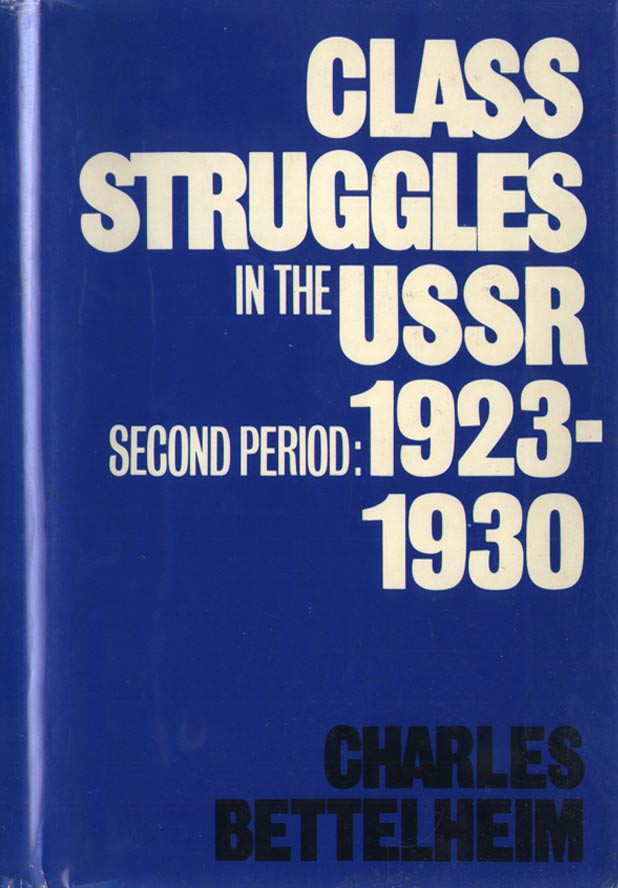 CLASS
STRUGGLES
IN THE USSR
SECOND PERIOD: 1923-
1930
CHARLES
BETTELHEIM